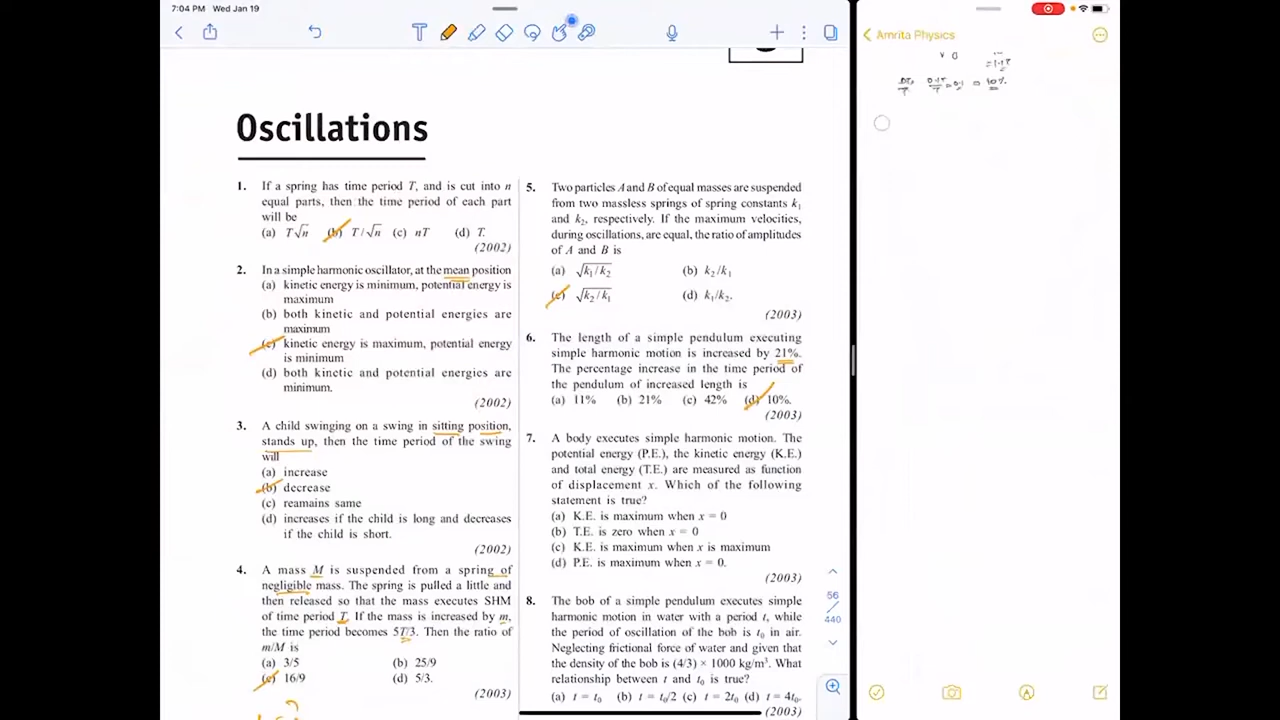 7:04 PM Wed Jan 19
Amrita Physics
Oscillations
1. If a spring has time period T, and is cut into n
equal parts, then the time period of each part
will be
(a) T√n (b) T/√n (c) nT (d) T.
(2002)
2. In a simple harmonic oscillator, at the mean position
(a) kinetic energy is minimum, potential energy is
maximum
(b) both kinetic and potential energies are
maximum
(c) kinetic energy is maximum, potential energy
is minimum
(d) both kinetic and potential energies are
minimum.
(2002)
3. A child swinging on a swing in sitting position,
stands up, then the time period of the swing
will
(a) increase
(b) decrease
(c) reamains same
(d) increases if the child is long and decreases
if the child is short.
(2002)
4. A mass M is suspended from a spring of
negligible mass. The spring is pulled a little and
then released so that the mass executes SHM
of time period T. If the mass is increased by m,
the time period becomes 5T/3. Then the ratio of
m/M is
(a) 3/5 (b) 25/9
(c) 16/9 (d) 5/3.
(2003)
5. Two particles A and B of equal masses are suspended
from two massless springs of spring constants k₁
and k₂, respectively. If the maximum velocities,
during oscillations, are equal, the ratio of amplitudes
of A and B is
(a) √k₁/k₂ (b) k₂/k₁
(c) √k₂/k₁ (d) k₁/k₂.
(2003)
6. The length of a simple pendulum executing
simple harmonic motion is increased by 21%.
The percentage increase in the time period of
the pendulum of increased length is
(a) 11% (b) 21% (c) 42% (d) 10%.
(2003)
7. A body executes simple harmonic motion. The
potential energy (P.E.), the kinetic energy (K.E.)
and total energy (T.E.) are measured as function
of displacement x. Which of the following
statement is true?
(a) K.E. is maximum when x = 0
(b) T.E. is zero when x = 0
(c) K.E. is maximum when x is maximum
(d) P.E. is maximum when x = 0.
(2003)
8. The bob of a simple pendulum executes simple
harmonic motion in water with a period t, while
the period of oscillation of the bob is t₀ in air.
Neglecting frictional force of water and given that
the density of the bob is (4/3) × 1000 kg/m³. What
relationship between t and t₀ is true?
(a) t = t₀ (b) t = t₀/2 (c) t = 2t₀ (d) t = 4t₀.
(2003)
56
440
= 1.1T
0.1T/T = 0.1 = 10%